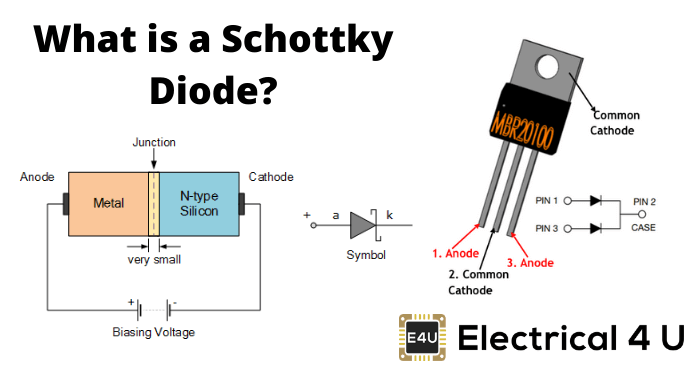 What is a Schottky
Diode?
Junction
Anode
Cathode
Metal
N-type
Silicon
very small
+
-
Biasing Voltage
+
a
k
Symbol
MBR20100
Common
Cathode
PIN 1
PIN 2
PIN 3
CASE
1. Anode
2. Common
Cathode
3. Anode
E4U
Electrical 4 U